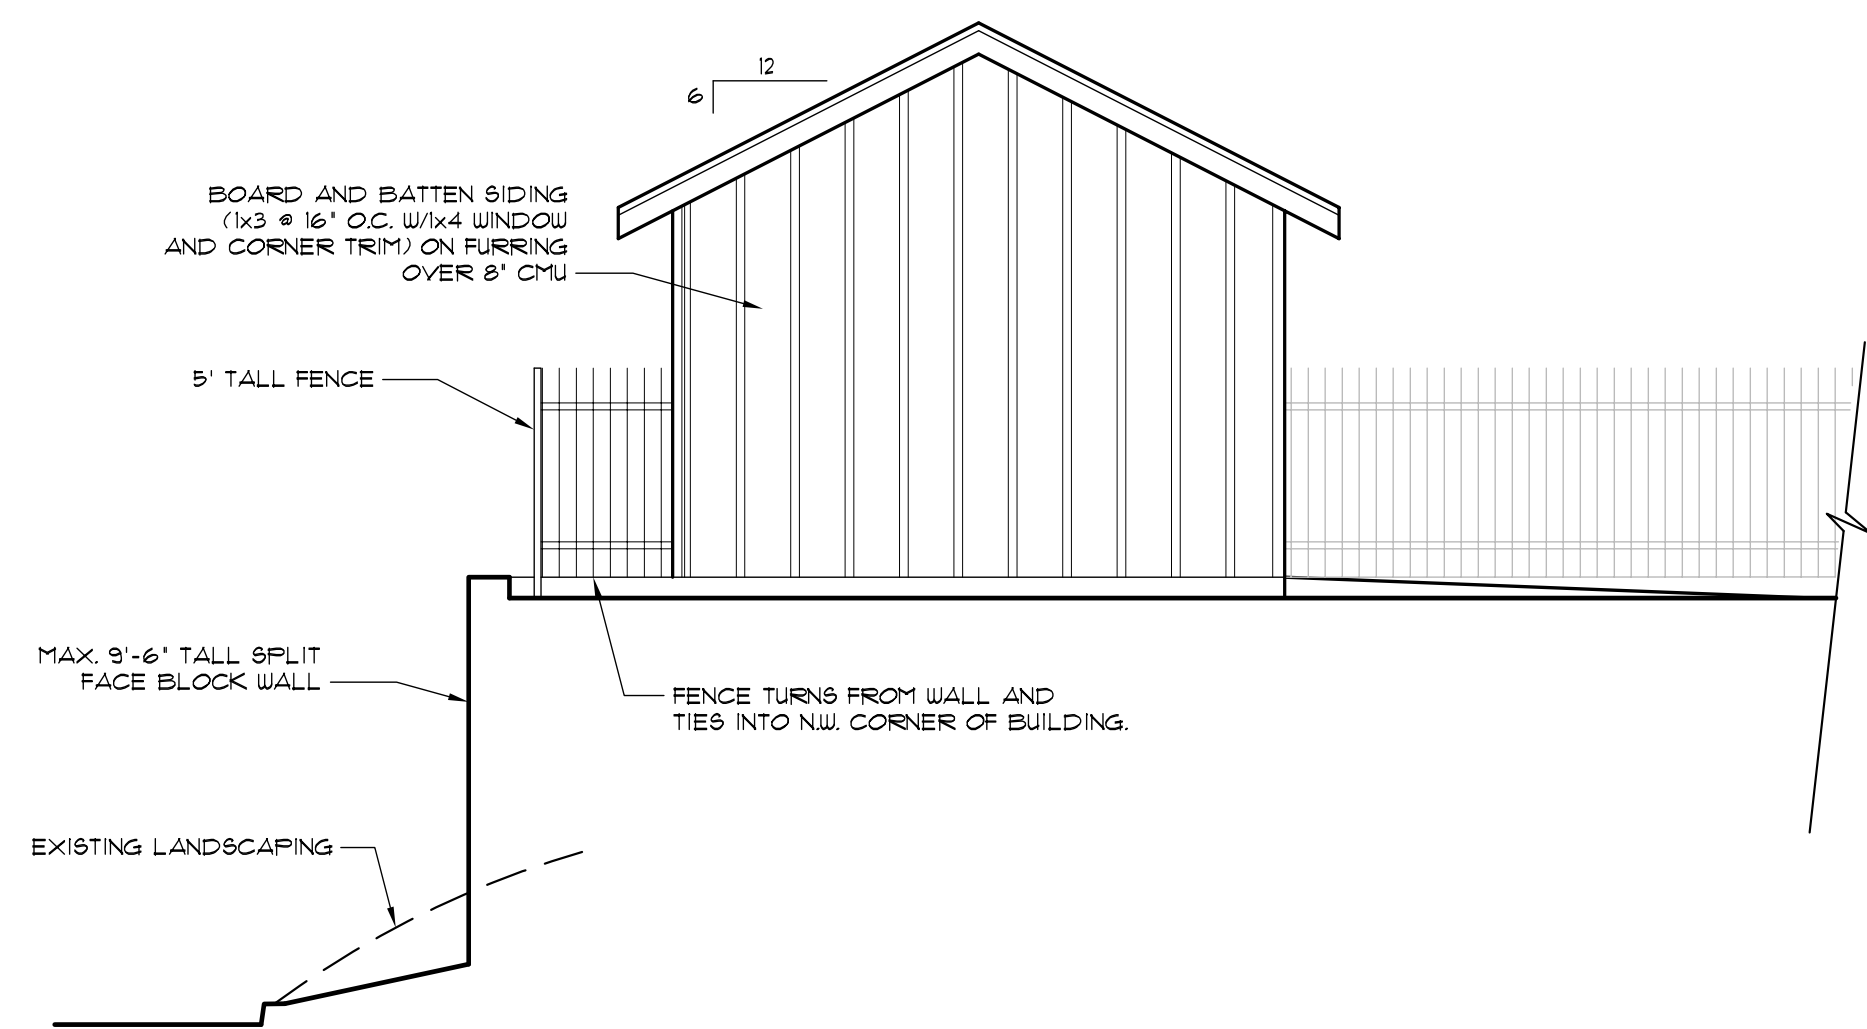 12
6
BOARD AND BATTEN SIDING
(1x3 @ 16" O.C. W/1x4 WINDOW
AND CORNER TRIM) ON FURRING
OVER 8" CMU
5' TALL FENCE
MAX. 9'-6" TALL SPLIT
FACE BLOCK WALL
FENCE TURNS FROM WALL AND
TIES INTO N.W. CORNER OF BUILDING.
EXISTING LANDSCAPING